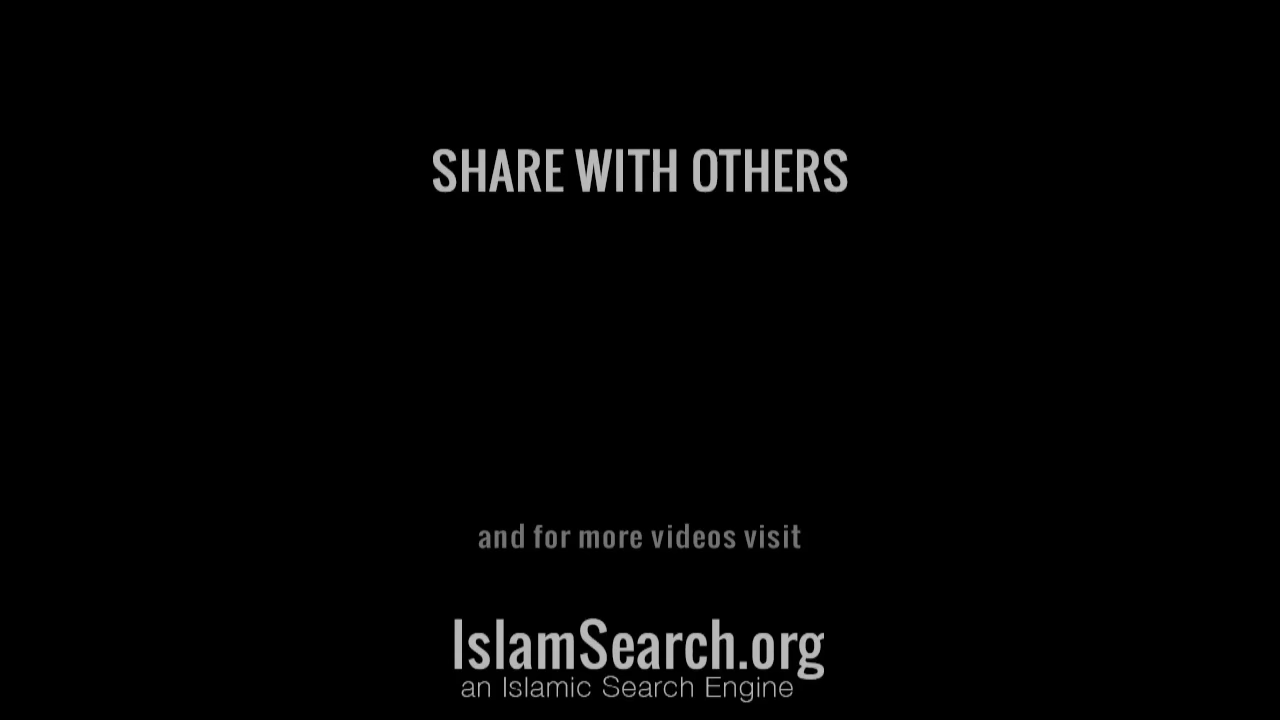 SHARE WITH OTHERS
and for more videos visit
IslamSearch.org
an Islamic Search Engine